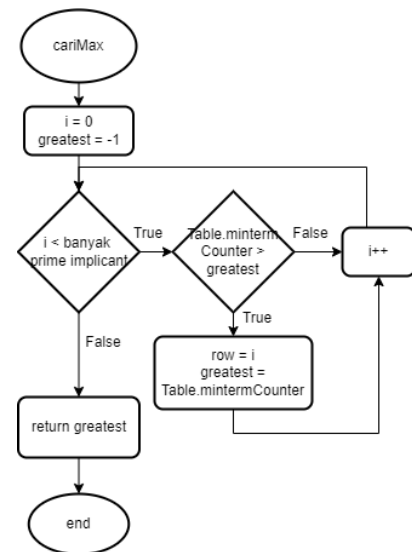 cariMax
i = 0
greatest = -1
i < banyak
prime implicant
True
Table.minterm
Counter >
greatest
False
i++
True
row = i
greatest =
Table.mintermCounter
False
return greatest
end